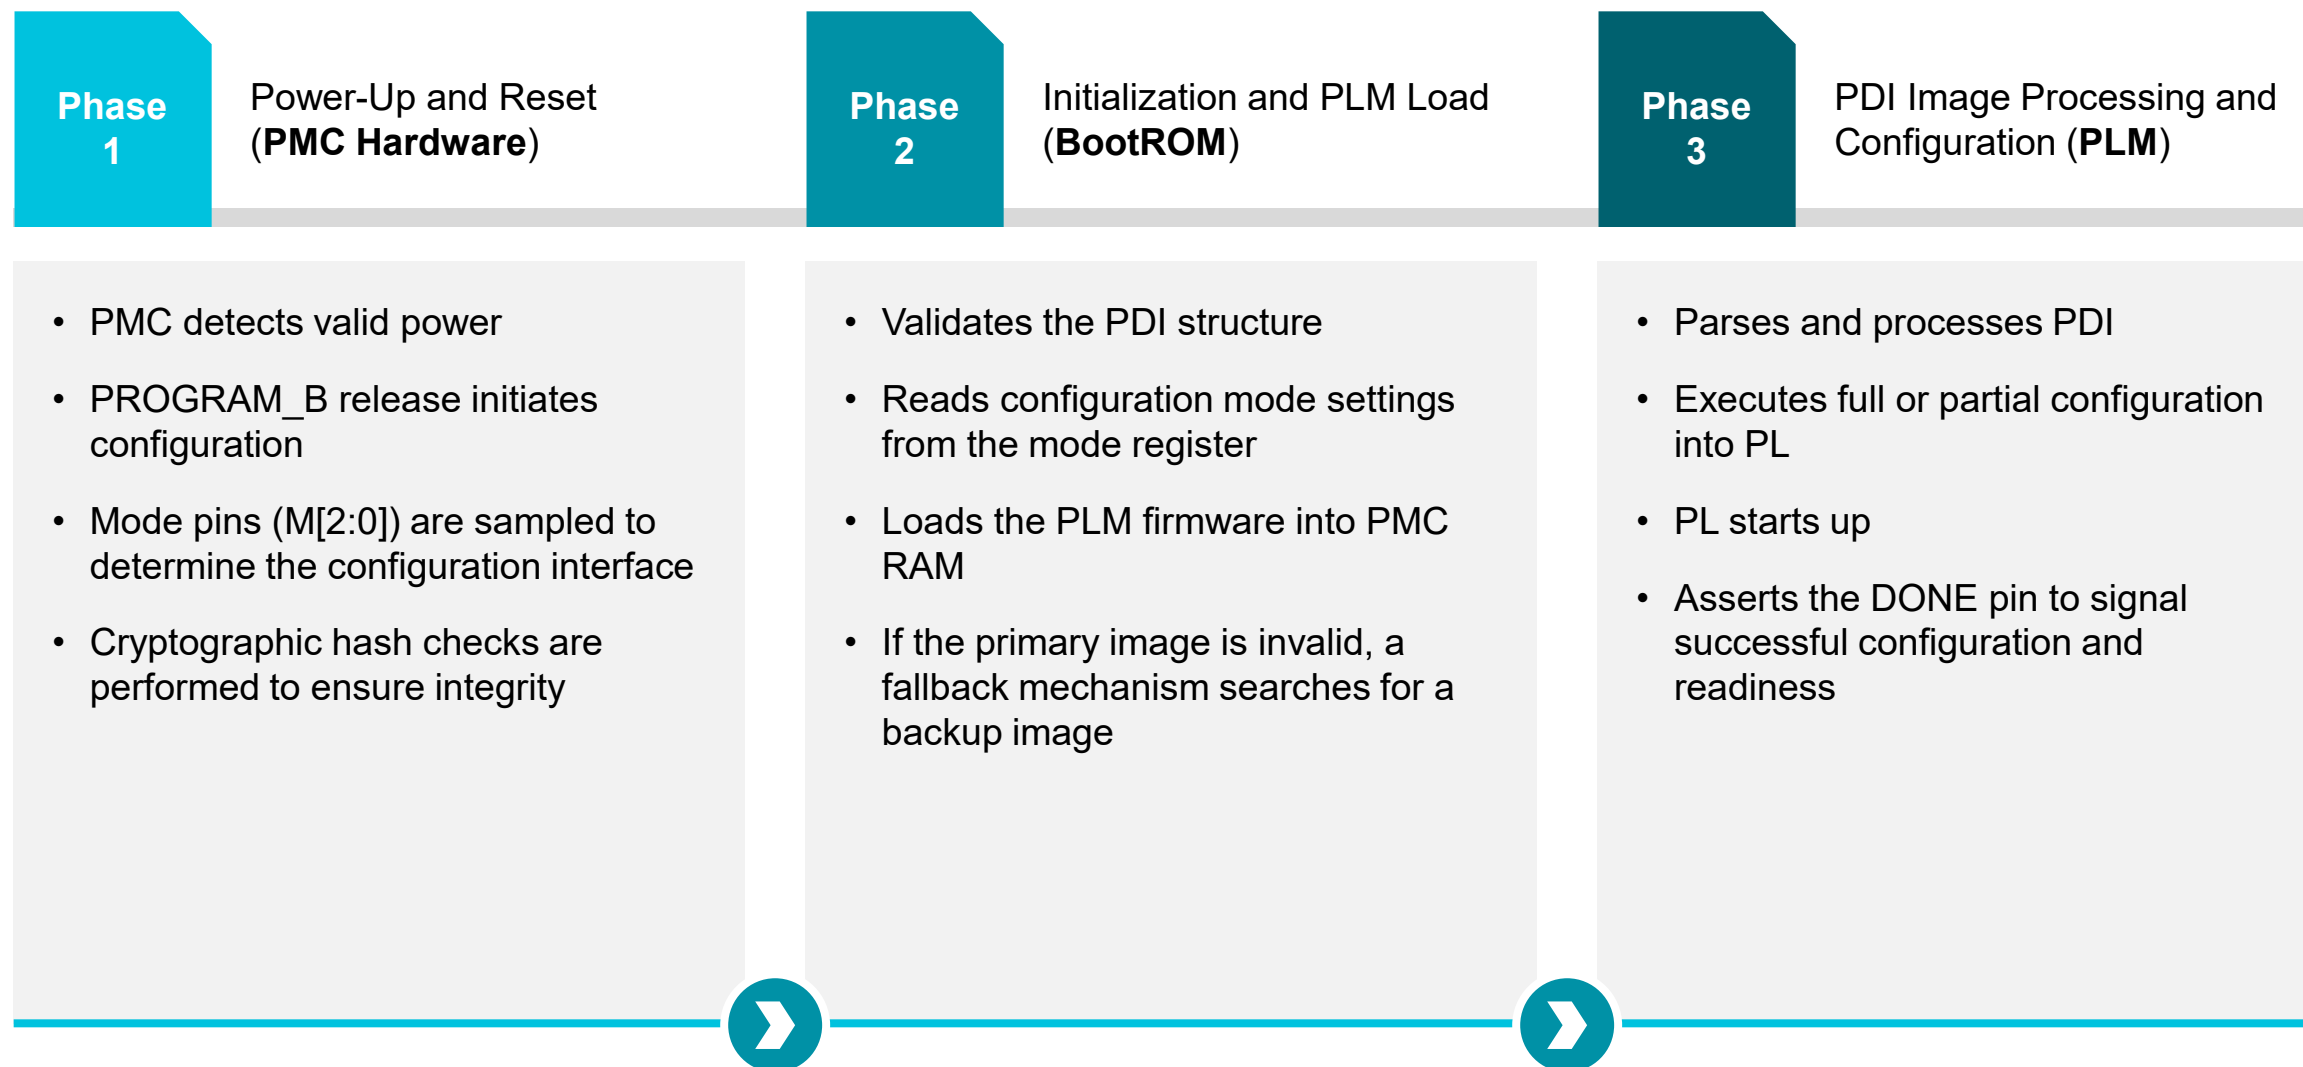 Phase
1
Power-Up and Reset
(PMC Hardware)
• PMC detects valid power
• PROGRAM_B release initiates
configuration
• Mode pins (M[2:0]) are sampled to
determine the configuration interface
• Cryptographic hash checks are
performed to ensure integrity
Phase
2
Initialization and PLM Load
(BootROM)
• Validates the PDI structure
• Reads configuration mode settings
from the mode register
• Loads the PLM firmware into PMC
RAM
• If the primary image is invalid, a
fallback mechanism searches for a
backup image
Phase
3
PDI Image Processing and
Configuration (PLM)
• Parses and processes PDI
• Executes full or partial configuration
into PL
• PL starts up
• Asserts the DONE pin to signal
successful configuration and
readiness